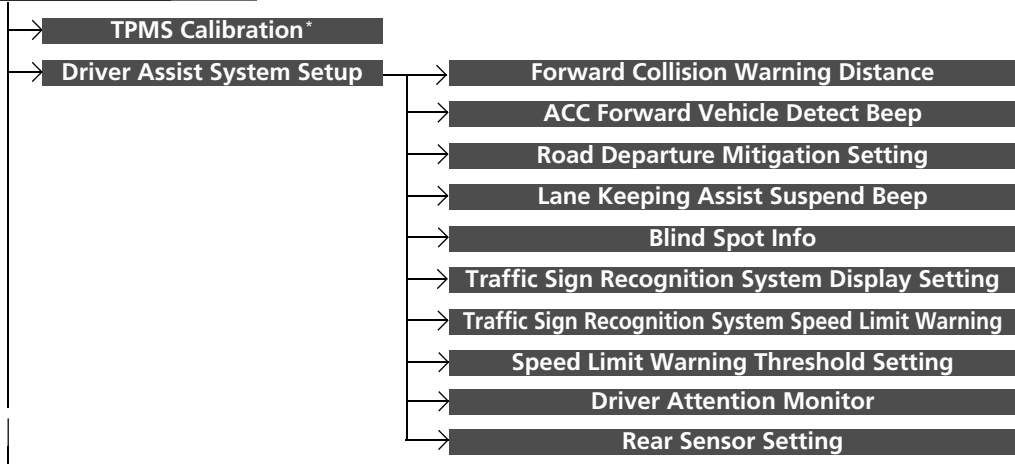 TPMS Calibration*
Driver Assist System Setup
Forward Collision Warning Distance
ACC Forward Vehicle Detect Beep
Road Departure Mitigation Setting
Lane Keeping Assist Suspend Beep
Blind Spot Info
Traffic Sign Recognition System Display Setting
Traffic Sign Recognition System Speed Limit Warning
Speed Limit Warning Threshold Setting
Driver Attention Monitor
Rear Sensor Setting